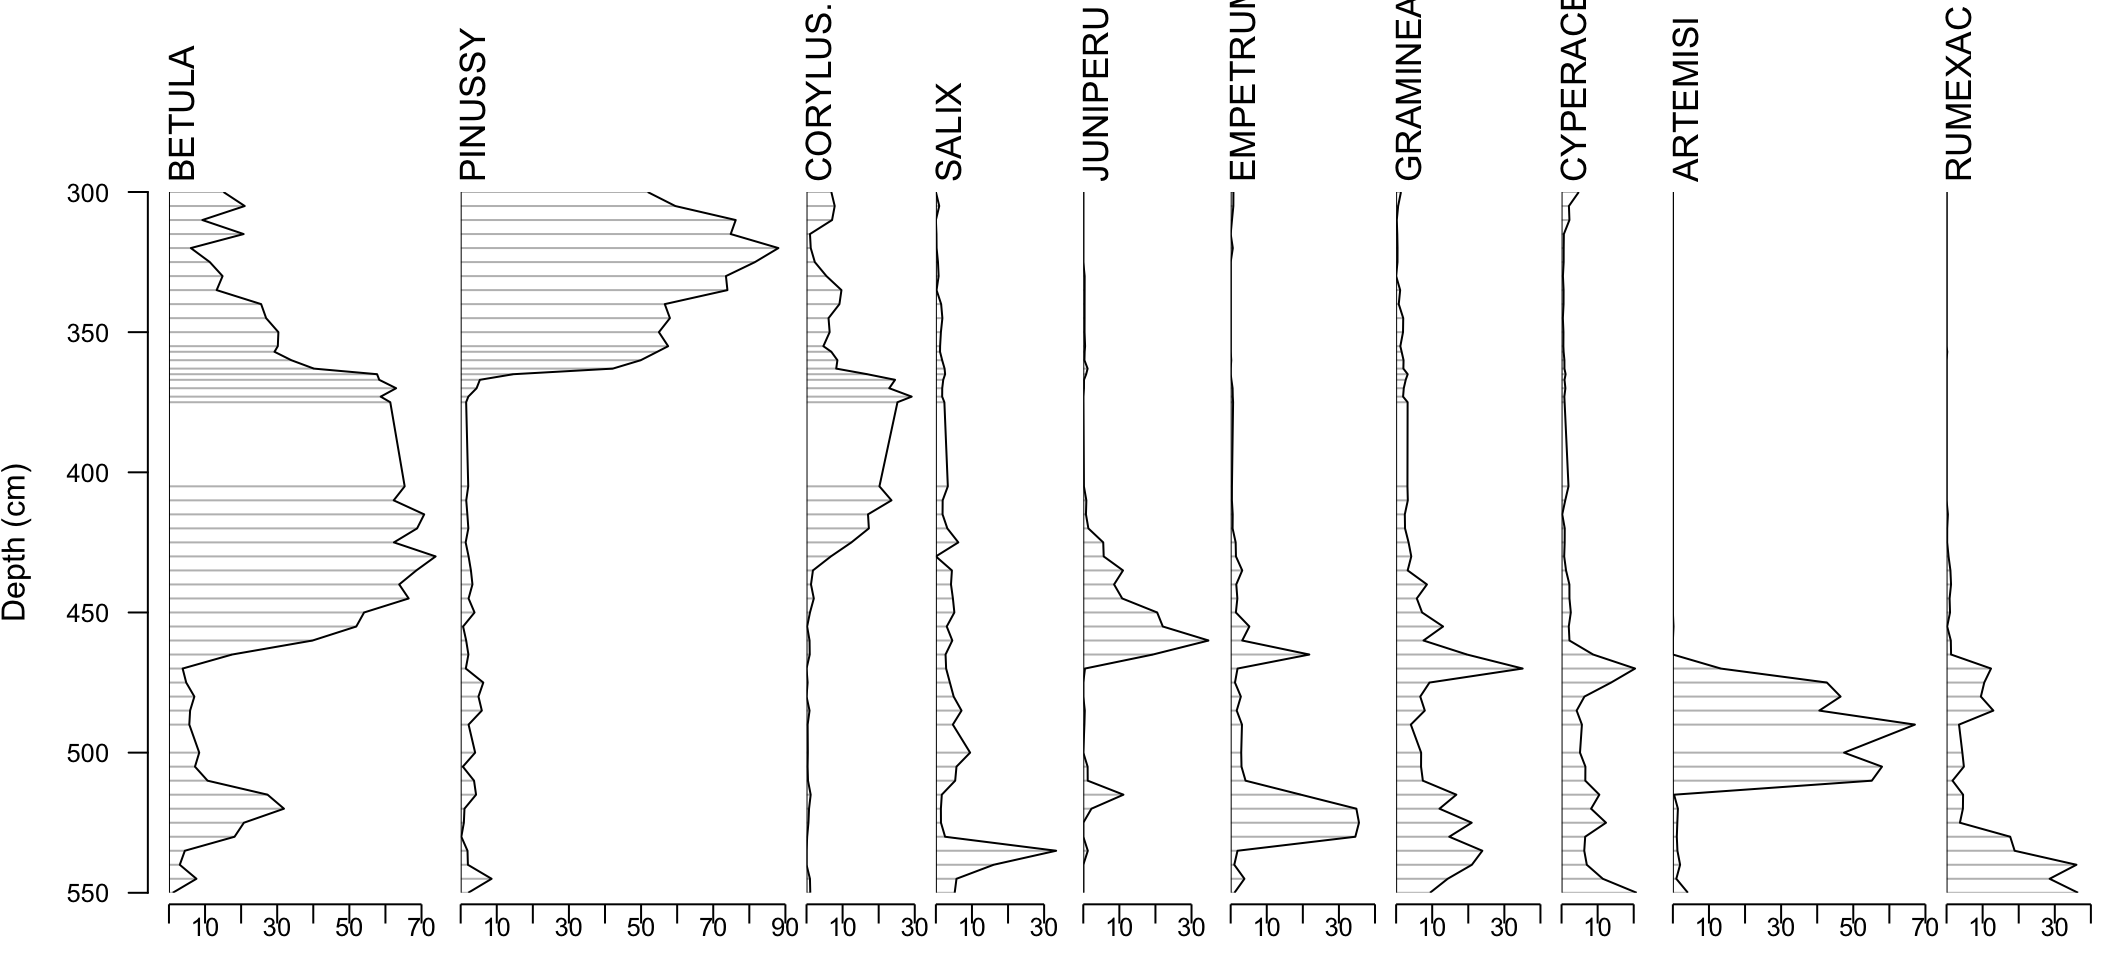 BETULA
PINUSSY
CORYLUS.
SALIX
JUNIPERU
EMPETRUM
GRAMINEA
CYPERACE
ARTEMISI
RUMEXAC
Depth (cm)
300
350
400
450
500
550
10 30 50 70
10 30 50 70 90
10 30
10 30
10 30
10 30
10 30
10
10 30 50 70
10 30